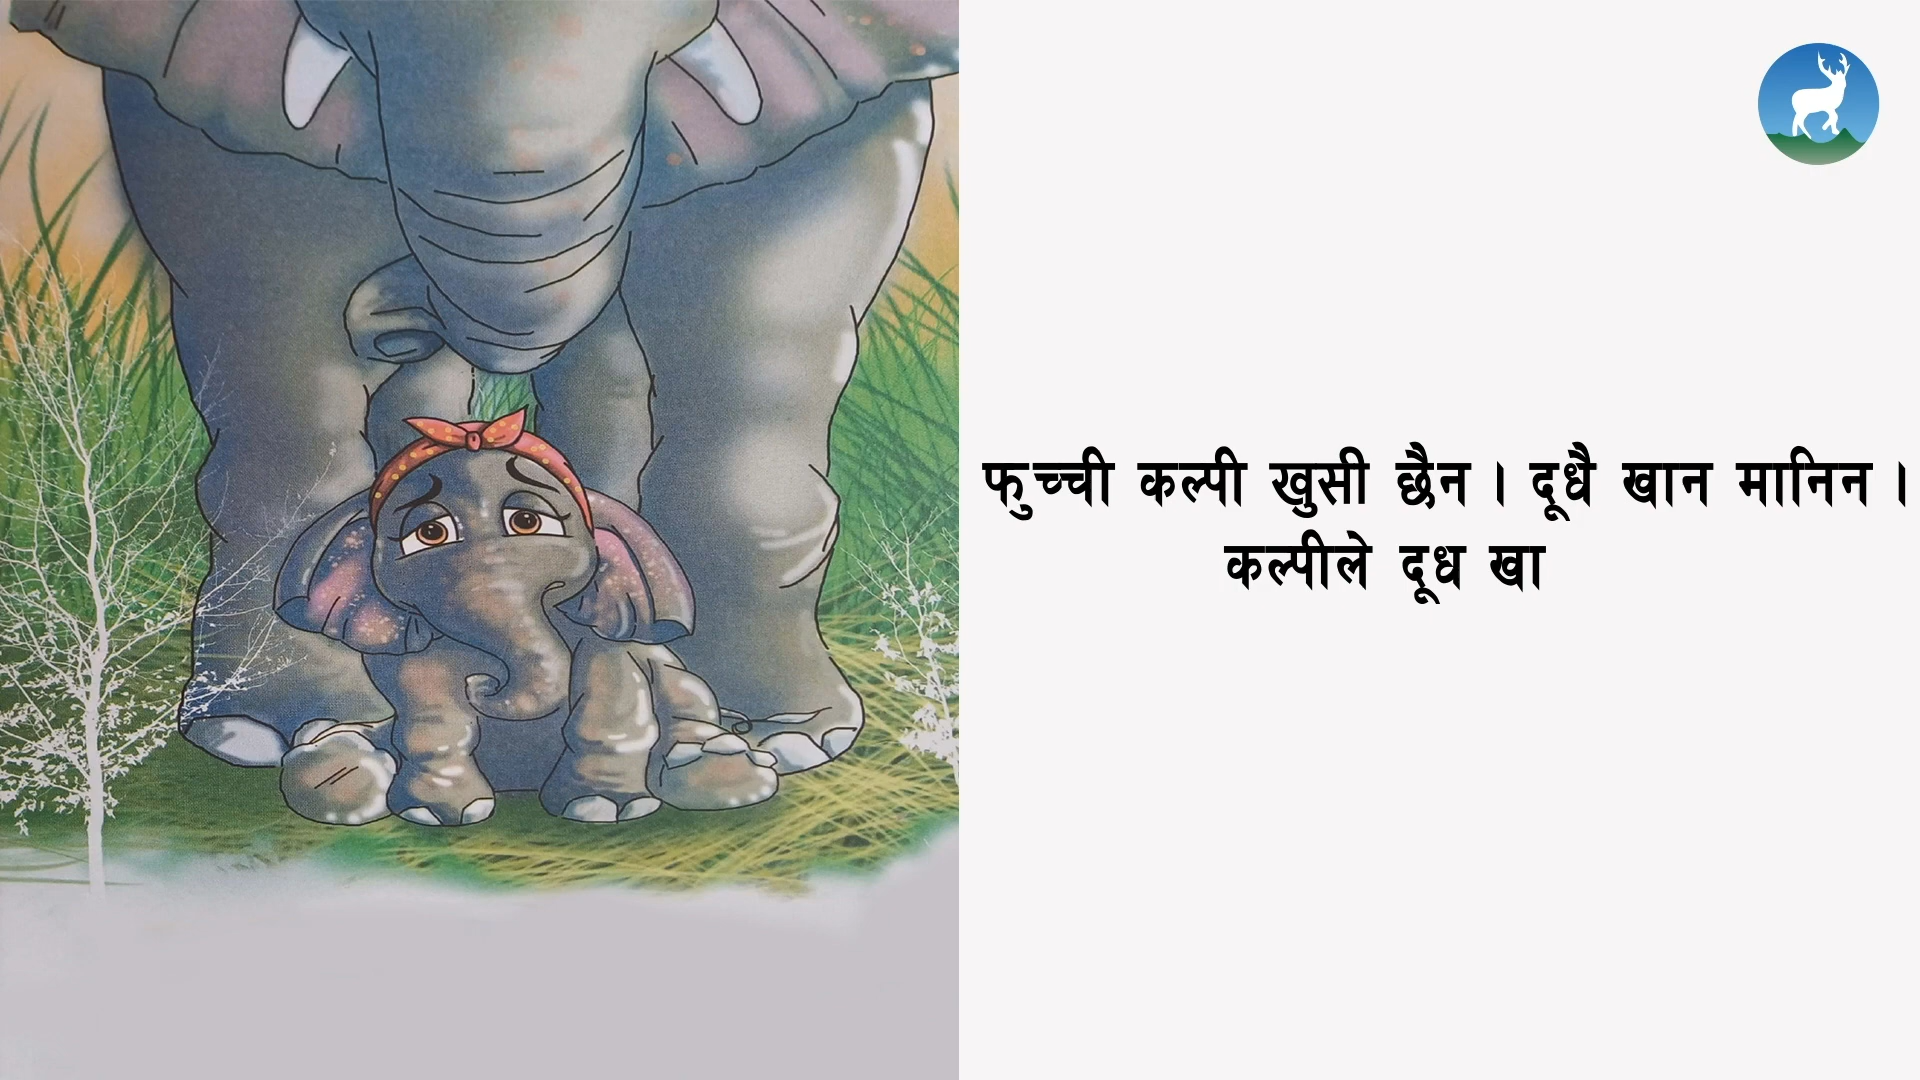 फुच्ची कल्पी खुसी छैन । दूधै खान मानिन ।
कल्पीले दूध खा